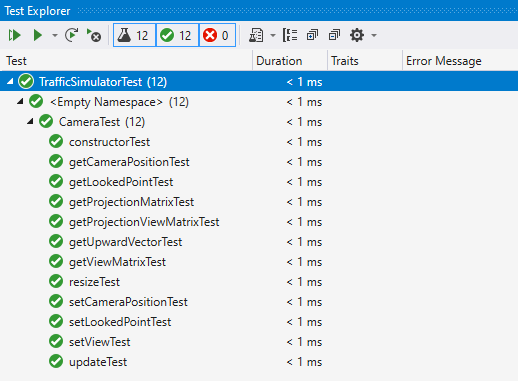 Test Explorer
12 12 0
Test Duration Traits Error Message
TrafficSimulatorTest (12) < 1 ms
<Empty Namespace> (12) < 1 ms
CameraTest (12) < 1 ms
constructorTest < 1 ms
getCameraPositionTest < 1 ms
getLookedPointTest < 1 ms
getProjectionMatrixTest < 1 ms
getProjectionViewMatrixTest < 1 ms
getUpwardVectorTest < 1 ms
getViewMatrixTest < 1 ms
resizeTest < 1 ms
setCameraPositionTest < 1 ms
setLookedPointTest < 1 ms
setViewTest < 1 ms
updateTest < 1 ms